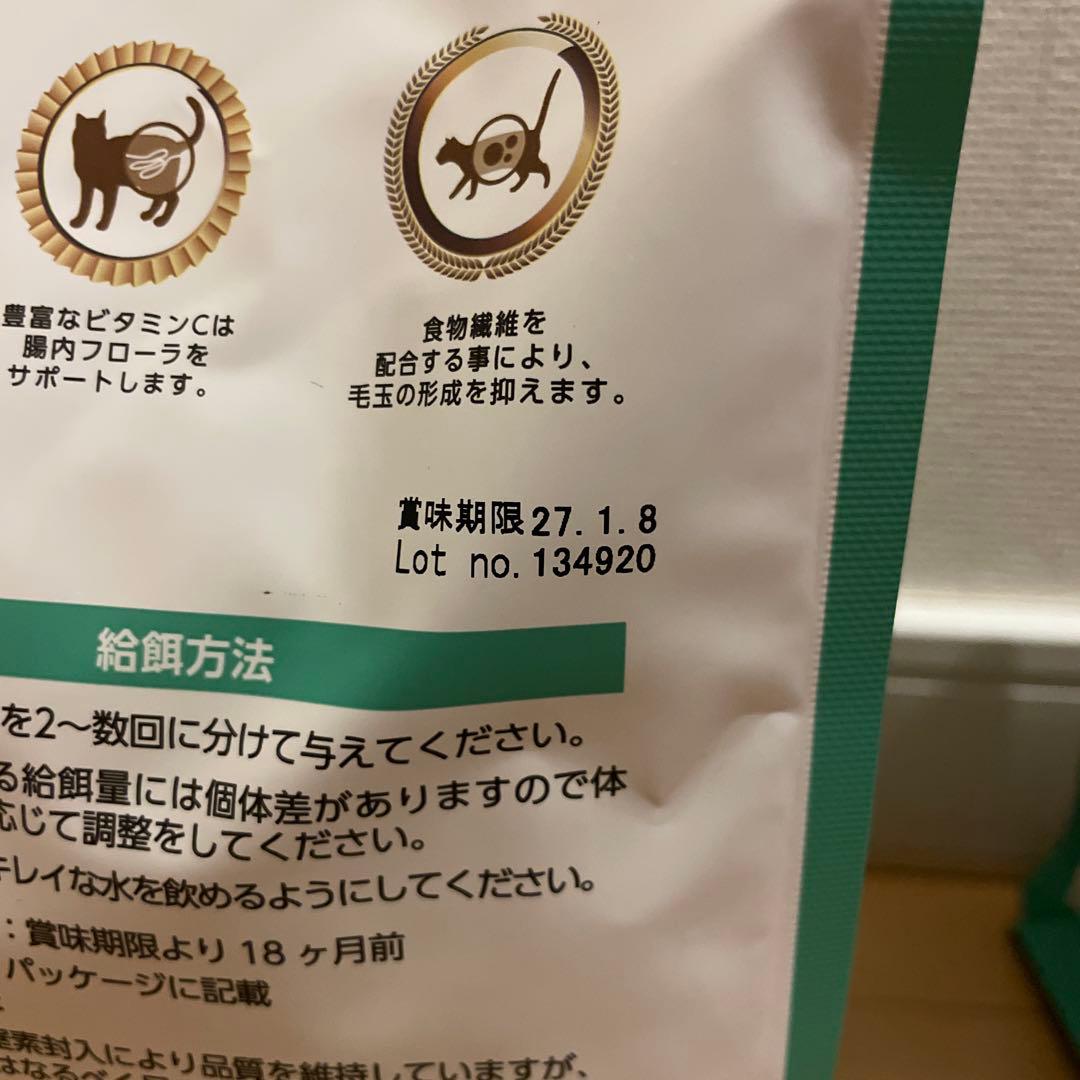 豊富なビタミンCは
腸内フローラを
サポートします。
食物繊維を
配合する事により、
毛玉の形成を抑えます。
賞味期限27.1.8
Lot no.134920
給餌方法
を2〜数回に分けて与えてください。
る給餌量には個体差がありますので体
応じて調整をしてください。
キレイな水を飲めるようにしてください。
：賞味期限より 18 ヶ月前
パッケージに記載
素封入により品質を維持していますが、
はなるべく